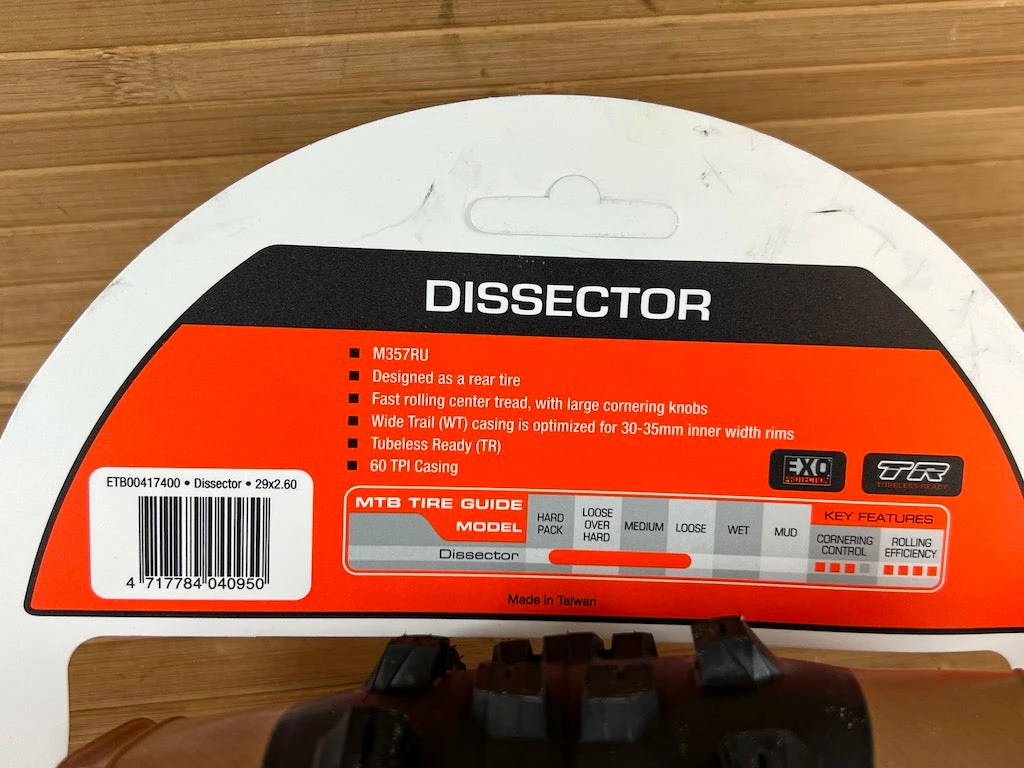 DISSECTOR
M357RU
Designed as a rear tire
Fast rolling center tread, with large cornering knobs
Wide Trail (WT) casing is optimized for 30-35mm inner width rims
Tubeless Ready (TR)
60 TPI Casing
EXO
PROTECTION
TR
TUBELESS READY
ETB00417400 • Dissector • 29x2.60
4 717784 040950
MTB TIRE GUIDE
MODEL
HARD
PACK
LOOSE
OVER
HARD
MEDIUM
LOOSE
WET
MUD
KEY FEATURES
CORNERING
CONTROL
ROLLING
EFFICIENCY
Dissector
Made in Taiwan